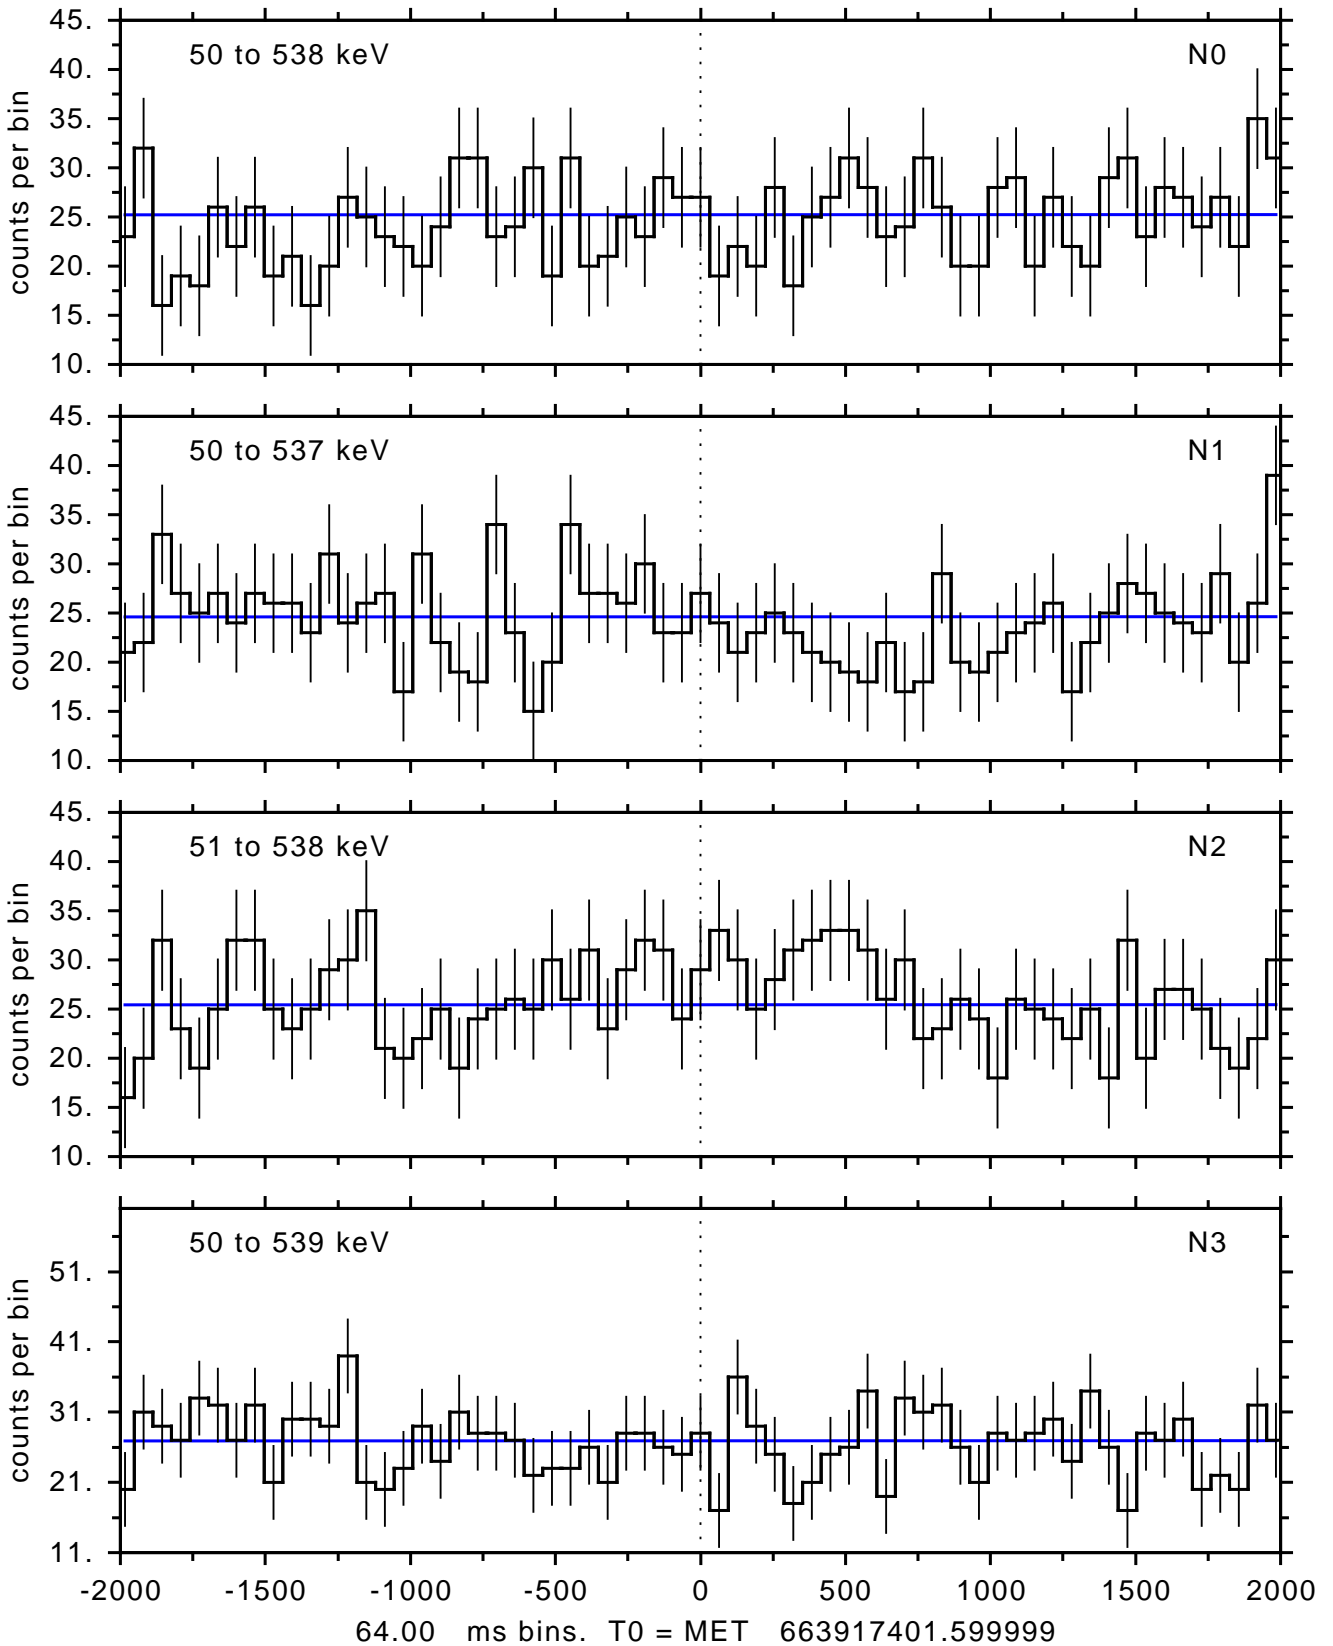 45.
50 to 538 keV N0
40.
35.
30.
25.
20.
15.
10.
counts per bin
45.
50 to 537 keV N1
40.
35.
30.
25.
20.
15.
10.
counts per bin
45.
51 to 538 keV N2
40.
35.
30.
25.
20.
15.
10.
counts per bin
50 to 539 keV N3
51.
41.
31.
21.
11.
counts per bin
-2000 -1500 -1000 -500 0 500 1000 1500 2000
64.00 ms bins. T0 = MET 663917401.599999